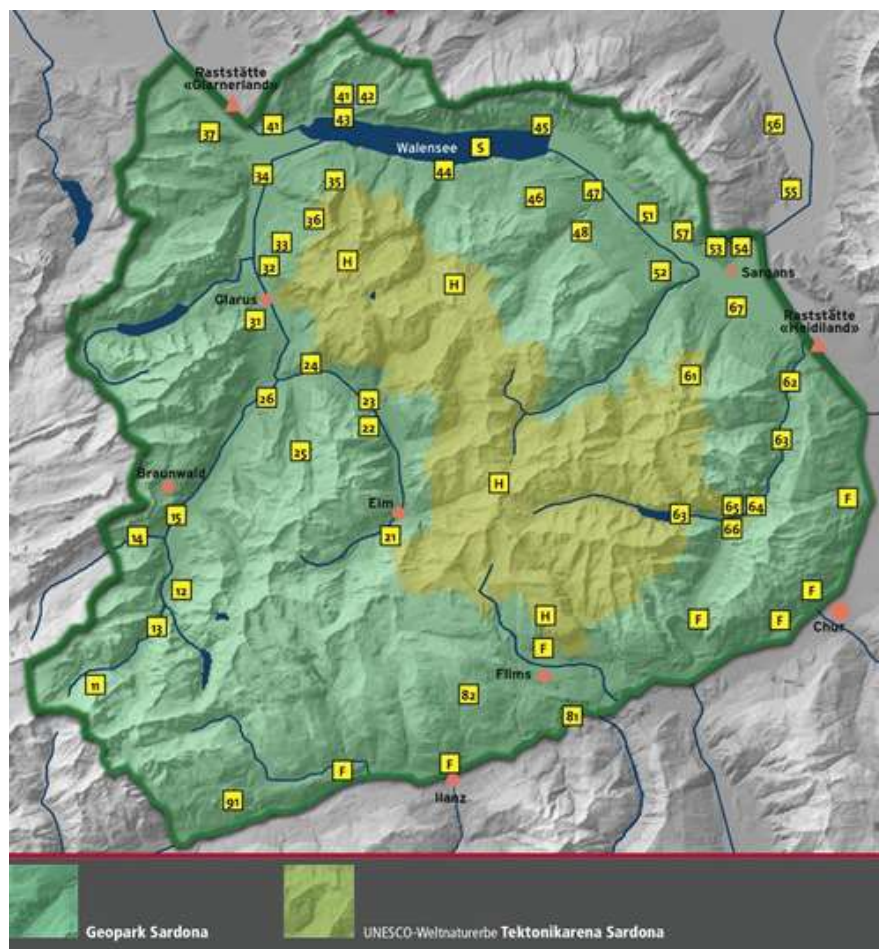 Raststätte
«Glarnerland»
41 42
43
41
37
45
56
Walensee S
44
34
35
46
47
55
36
51
48
57
33
53 54
32
H
52
Sargans
H
Glarus
67
31
Raststätte
«Heidiland»
24
61
62
26
23
22
63
25
Braunwald
H
F
Elm
15
63
65 64
14
21
66
12
H
F
F
F
13
Chur
F
Flims
11
82
81
F
F
Ilanz
91
Geopark Sardona
UNESCO-Weltnaturerbe Tektonikarena Sardona